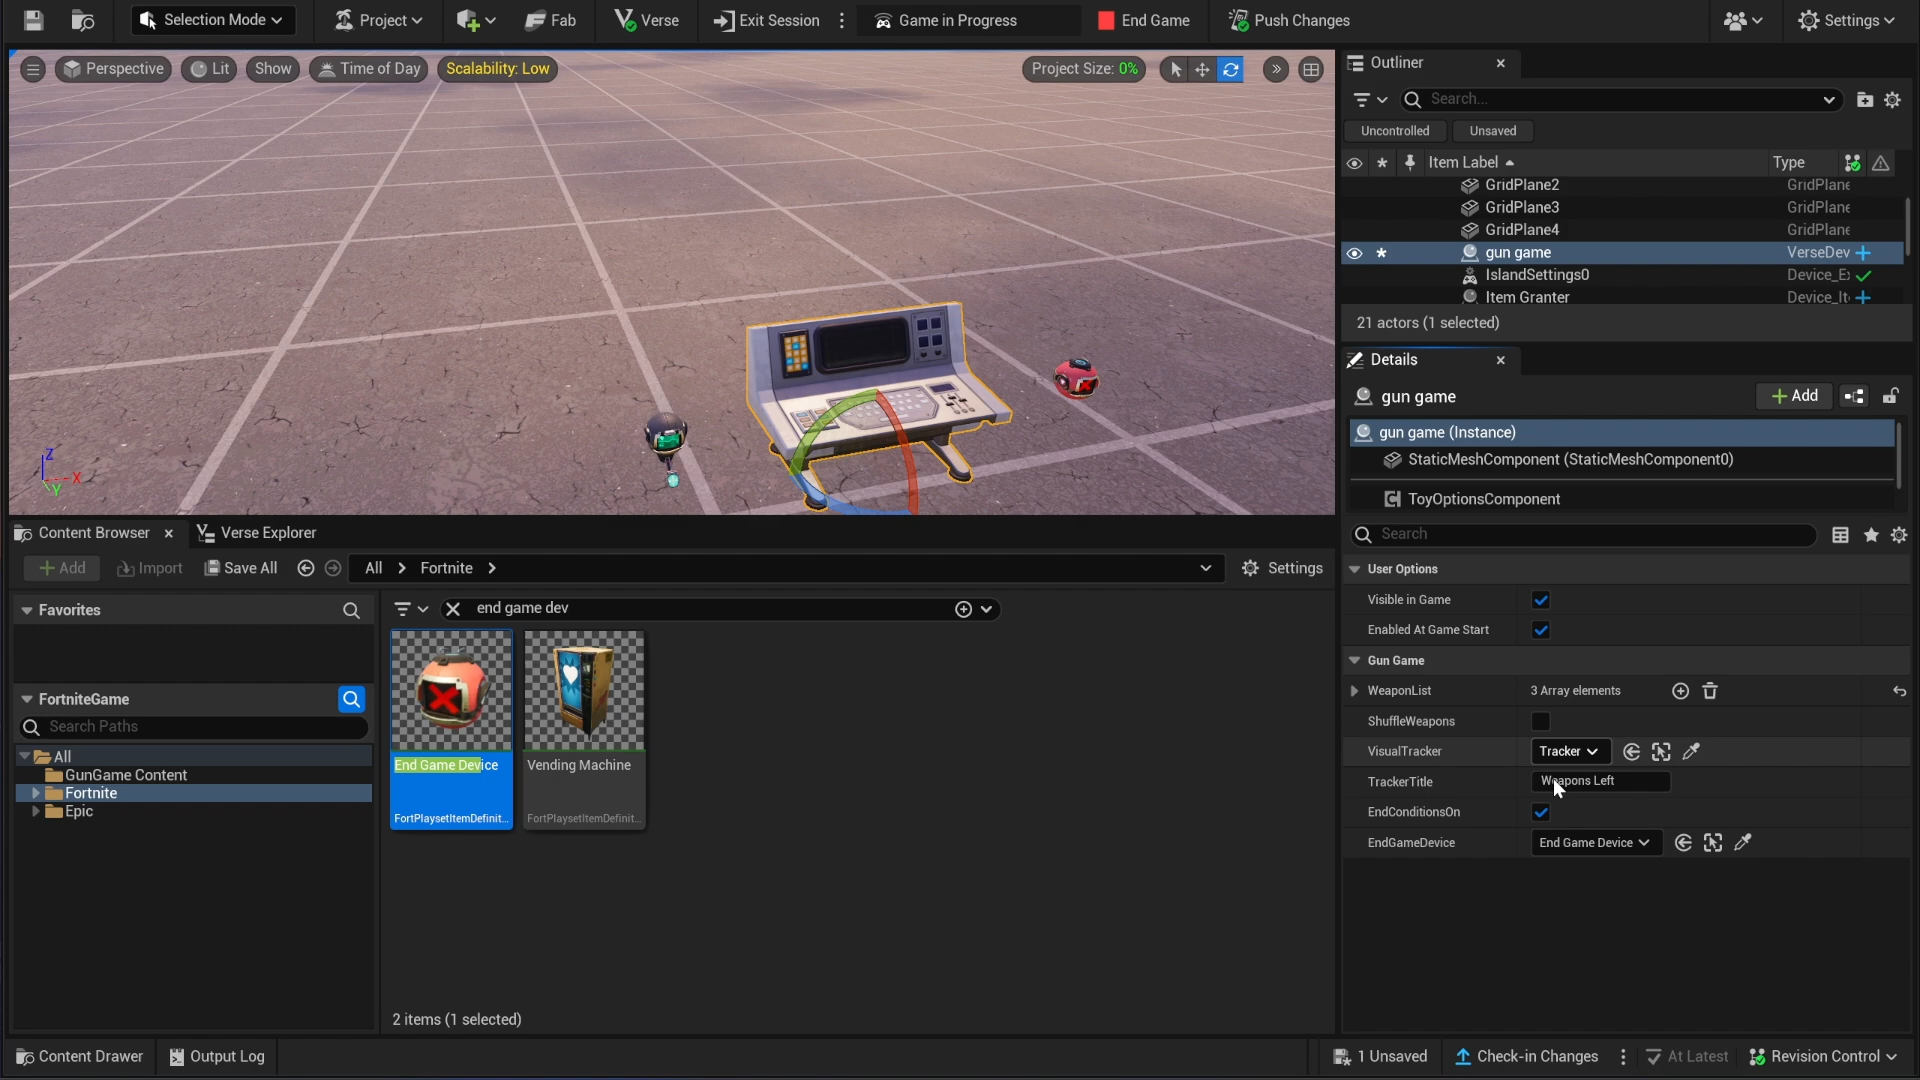 Selection Mode
Project
Fab
Verse
Exit Session
Game in Progress
End Game
Push Changes
Settings
Perspective
Lit
Show
Time of Day
Scalability: Low
Project Size: 0%
Z
X
Y
Outliner
Search...
Uncontrolled
Unsaved
Item Label
Type
GridPlane2
GridPlane
GridPlane3
GridPlane
GridPlane4
GridPlane
gun game
VerseDev
IslandSettings0
Device_E
Item Granter
Device_It
21 actors (1 selected)
Details
gun game
Add
gun game (Instance)
StaticMeshComponent (StaticMeshComponent0)
ToyOptionsComponent
Search
User Options
Visible in Game
Enabled At Game Start
Gun Game
WeaponList
3 Array elements
ShuffleWeapons
VisualTracker
Tracker
TrackerTitle
Weapons Left
EndConditionsOn
EndGameDevice
End Game Device
Content Browser
Verse Explorer
Add
Import
Save All
All
Fortnite
Settings
Favorites
FortniteGame
Search Paths
All
GunGame Content
Fortnite
Epic
end game dev
End Game Device
FortPlaysetItemDefinit...
Vending Machine
FortPlaysetItemDefinit...
2 items (1 selected)
Content Drawer
Output Log
1 Unsaved
Check-in Changes
At Latest
Revision Control